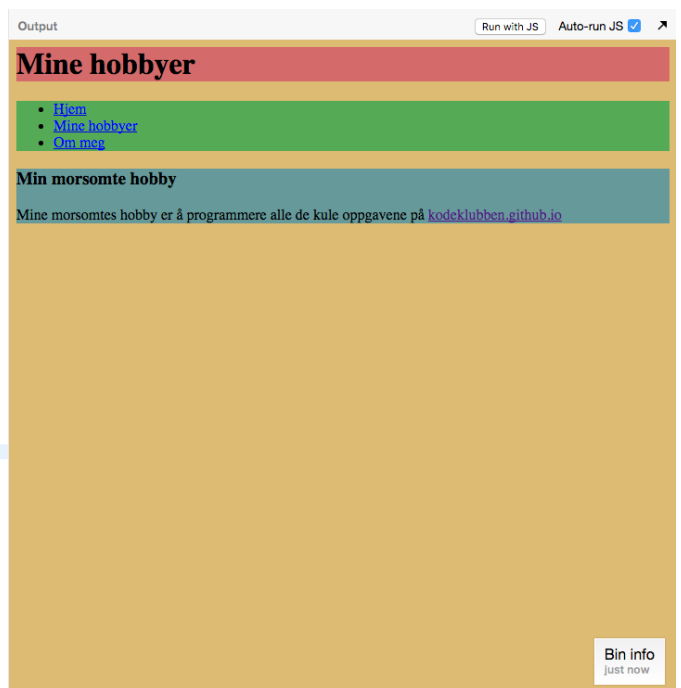 Output Run with JS Auto-run JS
Mine hobbyer
Hjem
Mine hobbyer
Om meg
Min morsomte hobby
Mine morsomtes hobby er å programmere alle de kule oppgavene på kodeklubben.github.io
Bin info
just now